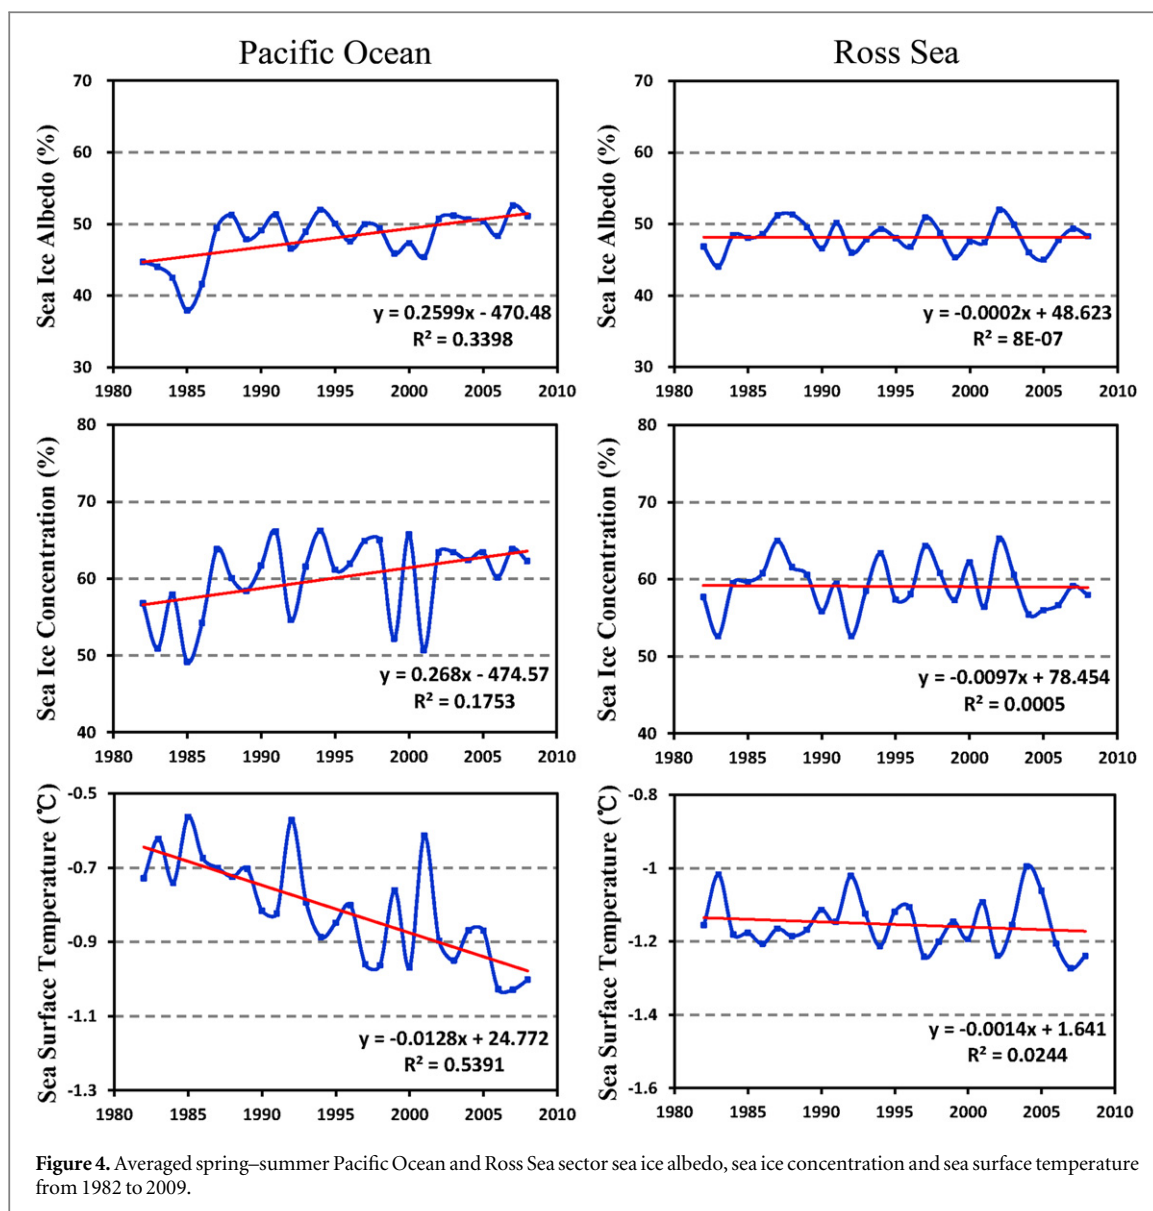 Pacific Ocean
Ross Sea
Sea Ice Albedo (%)
70
60
50
40
30
y = 0.2599x - 470.48
R² = 0.3398
1980 1985 1990 1995 2000 2005 2010
Sea Ice Albedo (%)
70
60
50
40
30
y = -0.0002x + 48.623
R² = 8E-07
1980 1985 1990 1995 2000 2005 2010
Sea Ice Concentration (%)
80
70
60
50
40
y = 0.268x - 474.57
R² = 0.1753
1980 1985 1990 1995 2000 2005 2010
Sea Ice Concentration (%)
80
70
60
50
40
y = -0.0097x + 78.454
R² = 0.0005
1980 1985 1990 1995 2000 2005 2010
Sea Surface Temperature (℃)
-0.5
-0.7
-0.9
-1.1
-1.3
y = -0.0128x + 24.772
R² = 0.5391
1980 1985 1990 1995 2000 2005 2010
Sea Surface Temperature (℃)
-0.8
-1
-1.2
-1.4
-1.6
y = -0.0014x + 1.641
R² = 0.0244
1980 1985 1990 1995 2000 2005 2010
Figure 4. Averaged spring–summer Pacific Ocean and Ross Sea sector sea ice albedo, sea ice concentration and sea surface temperature
from 1982 to 2009.